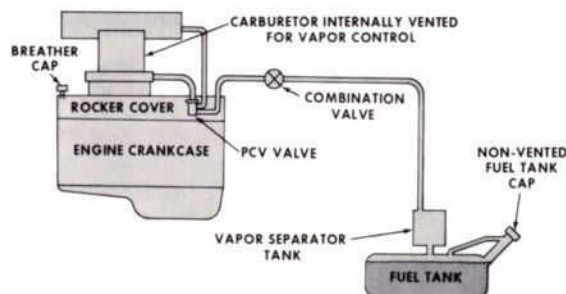 CARBURETOR INTERNALLY VENTED
FOR VAPOR CONTROL
BREATHER
CAP
ROCKER COVER
COMBINATION
VALVE
ENGINE CRANKCASE
PCV VALVE
NON-VENTED
FUEL TANK
CAP
VAPOR SEPARATOR
TANK
FUEL TANK